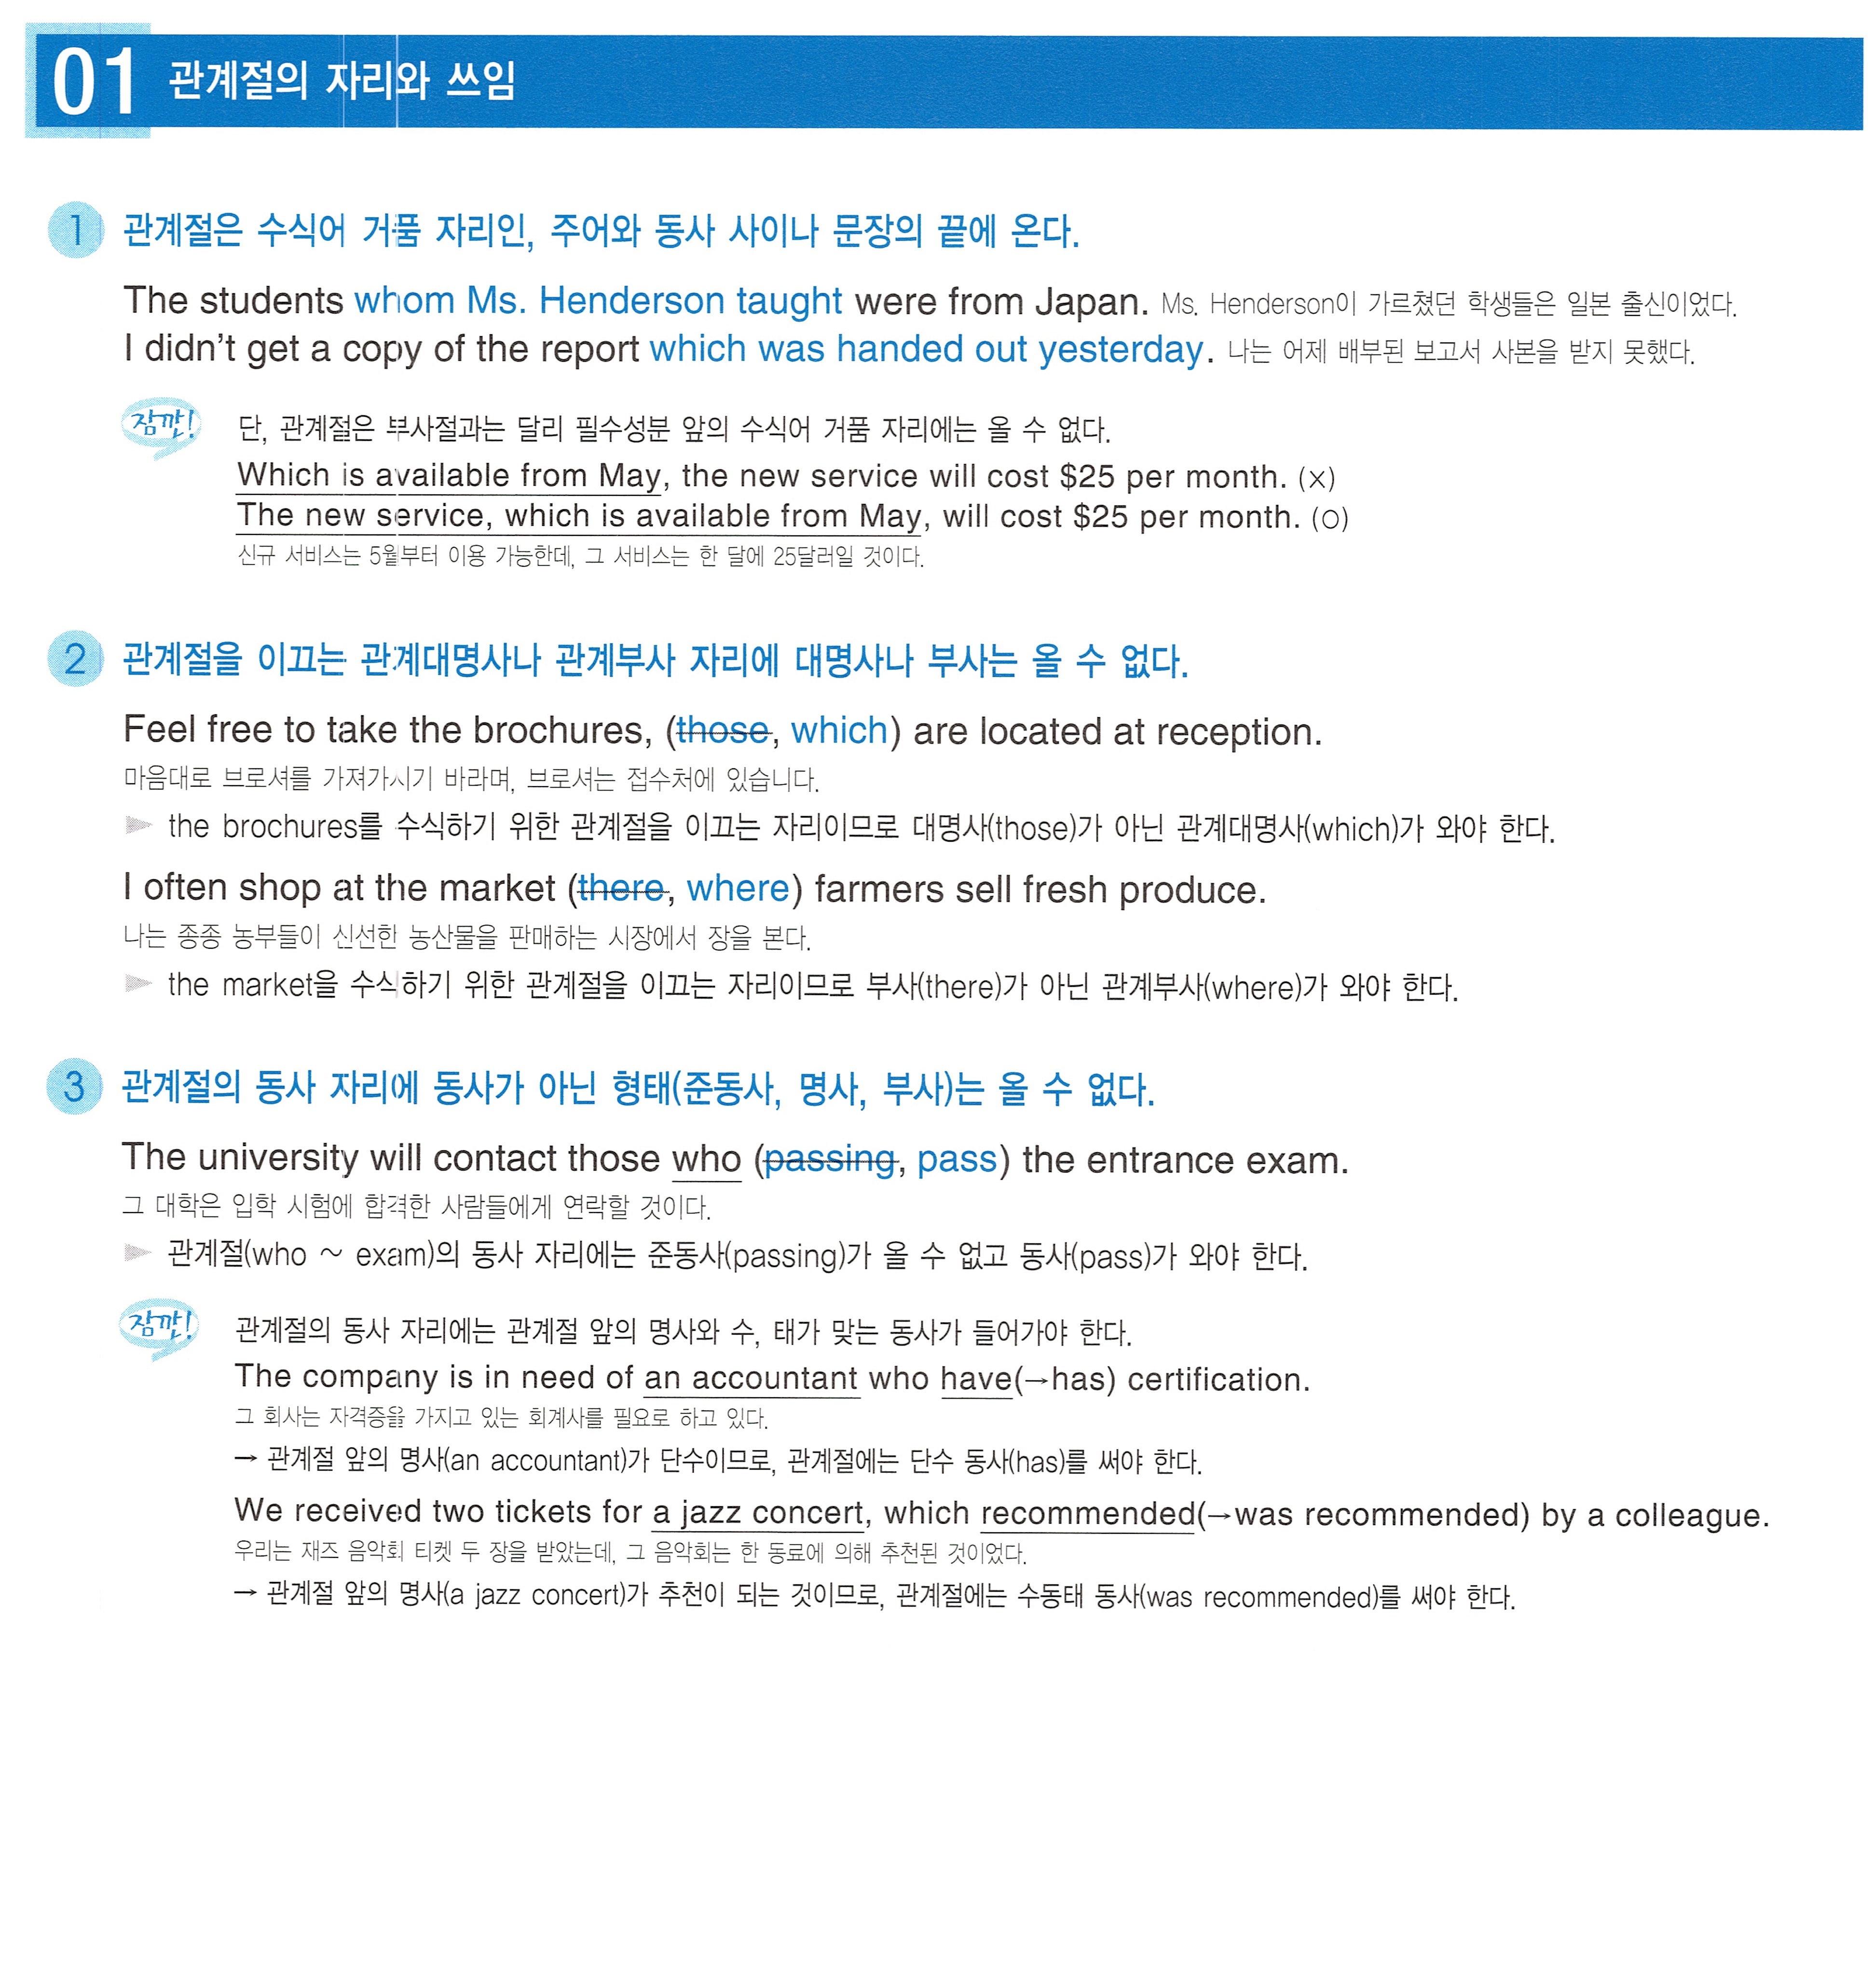 01 관계절의 자리와 쓰임
1 관계절은 수식어 거품 자리인, 주어와 동사 사이나 문장의 끝에 온다.
The students whom Ms. Henderson taught were from Japan. Ms. Henderson이 가르쳤던 학생들은 일본 출신이었다.
I didn't get a copy of the report which was handed out yesterday. 나는 어제 배부된 보고서 사본을 받지 못했다.
잠깐! 단, 관계절은 부사절과는 달리 필수성분 앞의 수식어 거품 자리에는 올 수 없다.
Which is available from May, the new service will cost $25 per month. (×)
The new service, which is available from May, will cost $25 per month. (○)
신규 서비스는 5월부터 이용 가능한데, 그 서비스는 한 달에 25달러일 것이다.
2 관계절을 이끄는 관계대명사나 관계부사 자리에 대명사나 부사는 올 수 없다.
Feel free to take the brochures, (those, which) are located at reception.
마음대로 브로셔를 가져가시기 바라며, 브로셔는 접수처에 있습니다.
▶ the brochures를 수식하기 위한 관계절을 이끄는 자리이므로 대명사(those)가 아닌 관계대명사(which)가 와야 한다.
I often shop at the market (there, where) farmers sell fresh produce.
나는 종종 농부들이 신선한 농산물을 판매하는 시장에서 장을 본다.
▶ the market을 수식하기 위한 관계절을 이끄는 자리이므로 부사(there)가 아닌 관계부사(where)가 와야 한다.
3 관계절의 동사 자리에 동사가 아닌 형태(준동사, 명사, 부사)는 올 수 없다.
The university will contact those who (passing, pass) the entrance exam.
그 대학은 입학 시험에 합격한 사람들에게 연락할 것이다.
▶ 관계절(who ~ exam)의 동사 자리에는 준동사(passing)가 올 수 없고 동사(pass)가 와야 한다.
잠깐! 관계절의 동사 자리에는 관계절 앞의 명사와 수, 태가 맞는 동사가 들어가야 한다.
The company is in need of an accountant who have(→has) certification.
그 회사는 자격증을 가지고 있는 회계사를 필요로 하고 있다.
→ 관계절 앞의 명사(an accountant)가 단수이므로, 관계절에는 단수 동사(has)를 써야 한다.
We received two tickets for a jazz concert, which recommended(→was recommended) by a colleague.
우리는 재즈 음악회 티켓 두 장을 받았는데, 그 음악회는 한 동료에 의해 추천된 것이었다.
→ 관계절 앞의 명사(a jazz concert)가 추천이 되는 것이므로, 관계절에는 수동태 동사(was recommended)를 써야 한다.